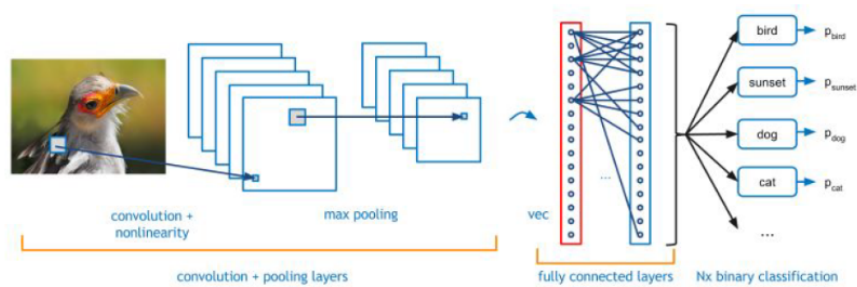 bird
p_bird
sunset
p_sunset
dog
p_dog
cat
p_cat
...
...
convolution +
nonlinearity
max pooling
vec
convolution + pooling layers
fully connected layers
Nx binary classification